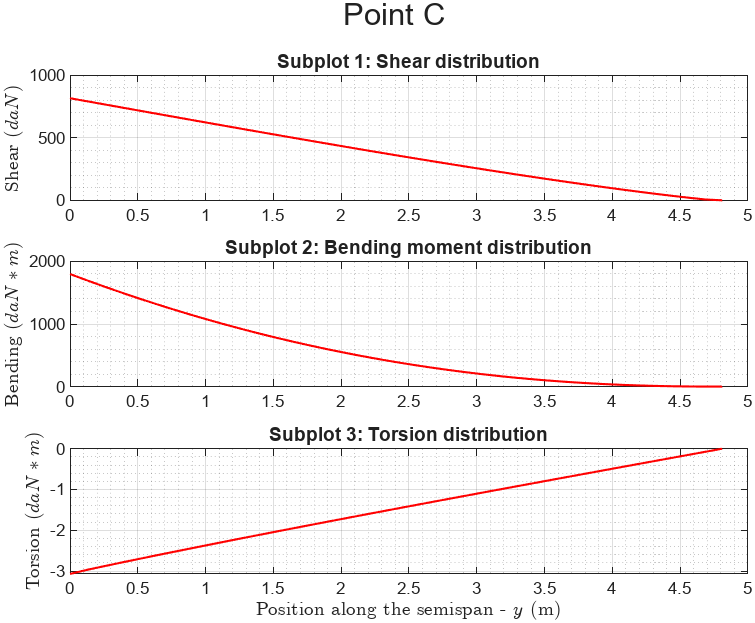 Point C
Subplot 1: Shear distribution
Shear (daN)
1000
500
0
0 0.5 1 1.5 2 2.5 3 3.5 4 4.5 5
Subplot 2: Bending moment distribution
Bending (daN * m)
2000
1000
0
0 0.5 1 1.5 2 2.5 3 3.5 4 4.5 5
Subplot 3: Torsion distribution
Torsion (daN * m)
0
-1
-2
-3
0 0.5 1 1.5 2 2.5 3 3.5 4 4.5 5
Position along the semispan - y (m)